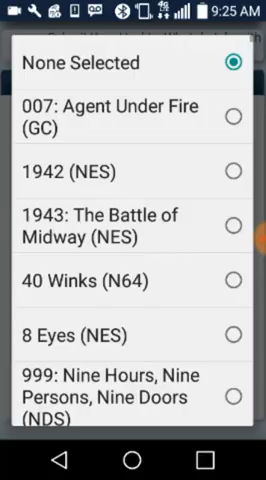 9:25 AM
None Selected
007: Agent Under Fire
(GC)
1942 (NES)
1943: The Battle of
Midway (NES)
40 Winks (N64)
8 Eyes (NES)
999: Nine Hours, Nine
Persons, Nine Doors
(NDS)